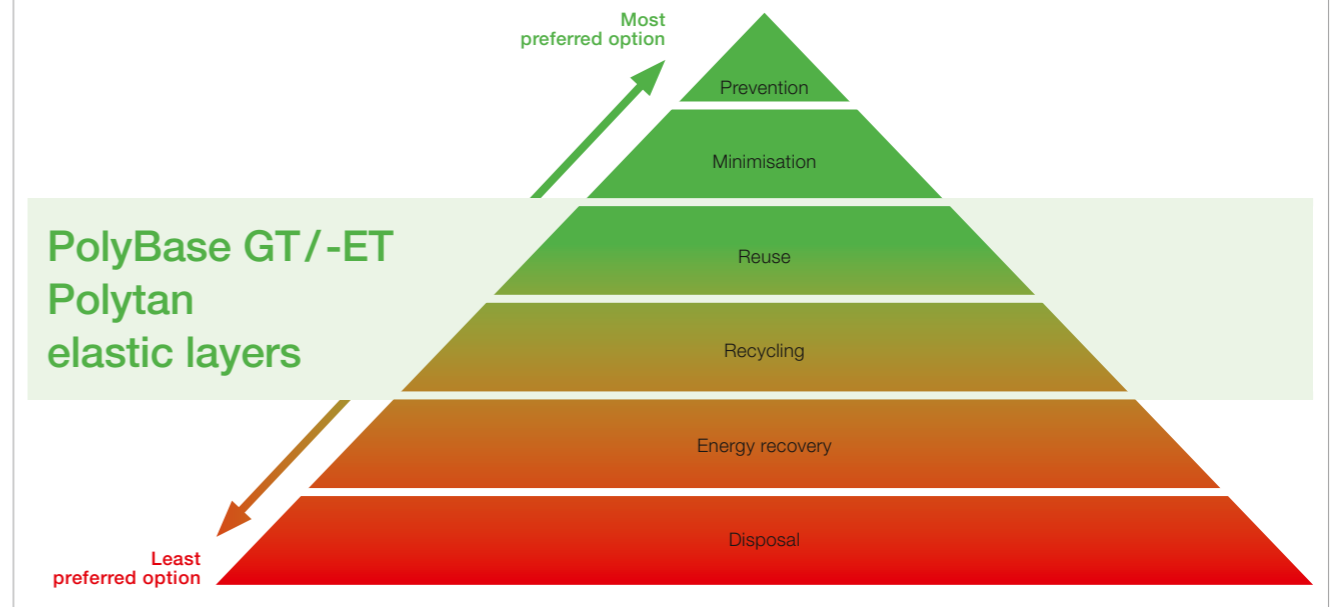 Most
preferred option
Prevention
Minimisation
PolyBase GT/-ET
Polytan
elastic layers
Reuse
Recycling
Energy recovery
Disposal
Least
preferred option